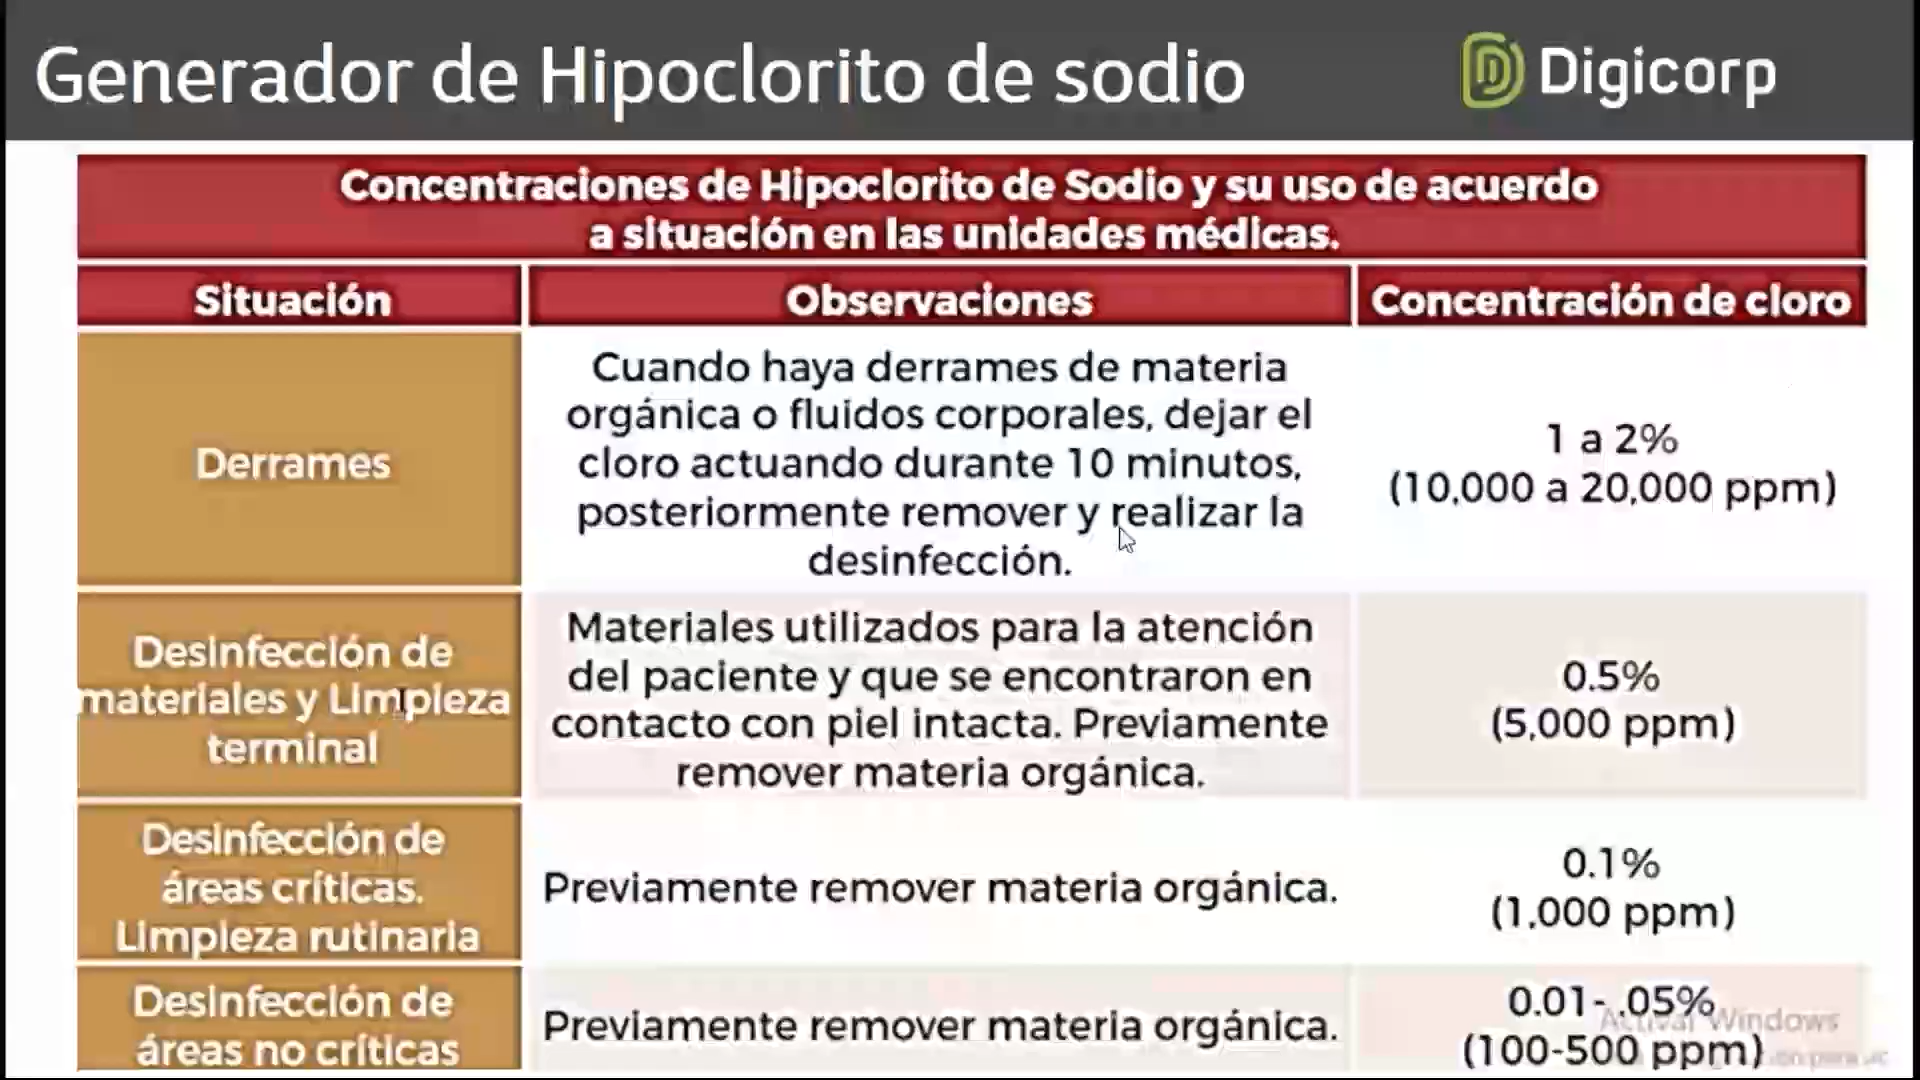 Generador de Hipoclorito de sodio
Digicorp
Concentraciones de Hipoclorito de Sodio y su uso de acuerdo
a situación en las unidades médicas.
Situación
Observaciones
Concentración de cloro
Derrames
Cuando haya derrames de materia
orgánica o fluidos corporales, dejar el
cloro actuando durante 10 minutos,
posteriormente remover y realizar la
desinfección.
1 a 2%
(10,000 a 20,000 ppm)
Desinfección de
materiales y Limpieza
terminal
Materiales utilizados para la atención
del paciente y que se encontraron en
contacto con piel intacta. Previamente
remover materia orgánica.
0.5%
(5,000 ppm)
Desinfección de
áreas críticas.
Limpieza rutinaria
Previamente remover materia orgánica.
0.1%
(1,000 ppm)
Desinfección de
áreas no críticas
Previamente remover materia orgánica.
0.01- .05%
(100-500 ppm)
Activar Windows